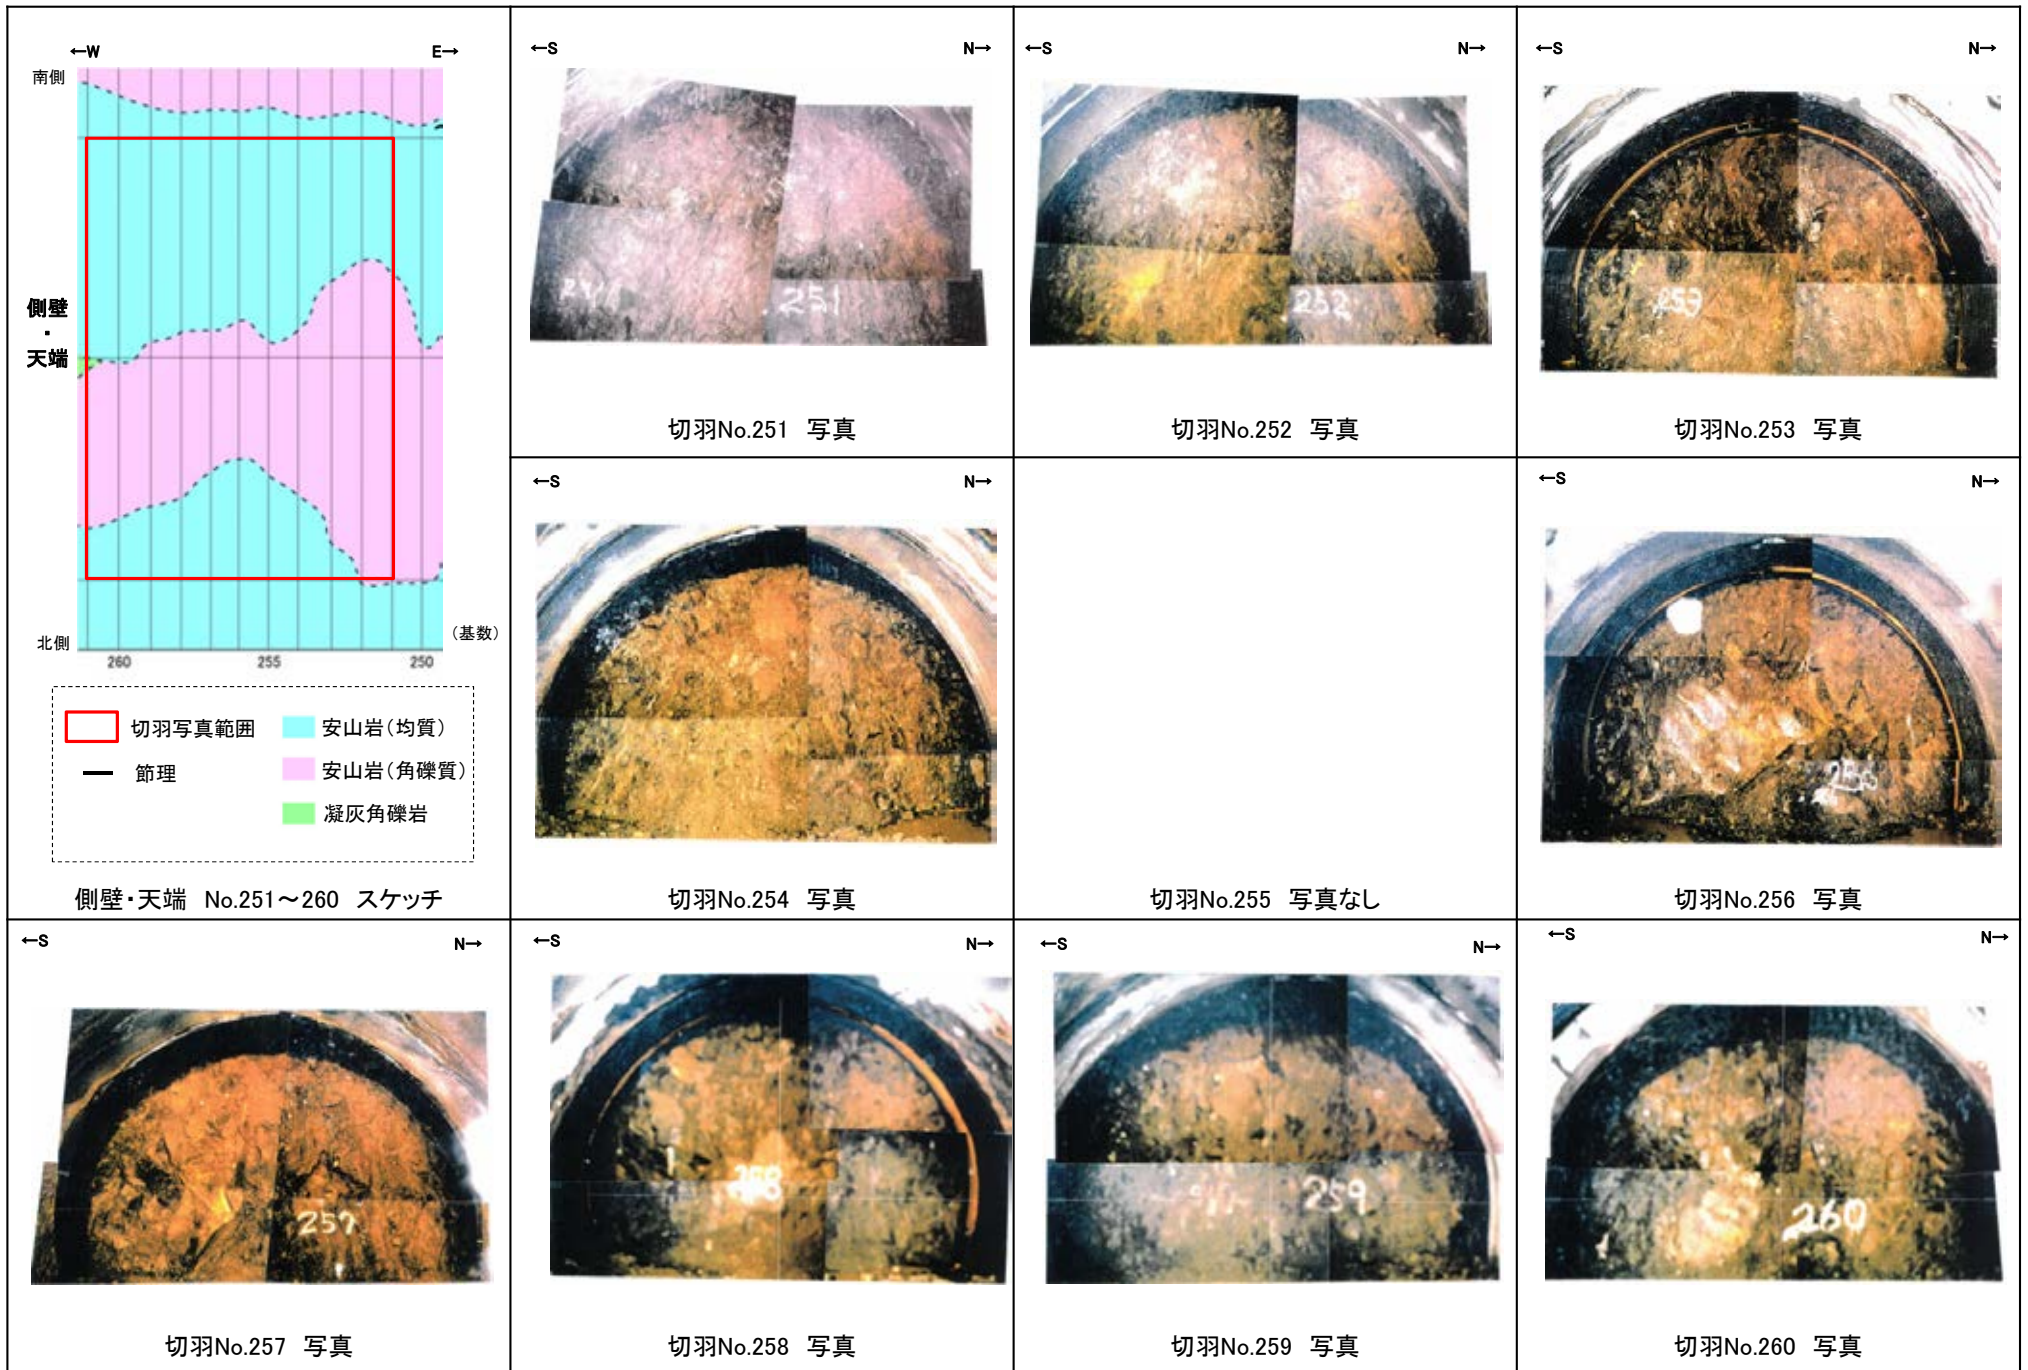 ←W E→
南側
側壁
・
天端
北側
(基数)
260 255 250
切羽写真範囲
安山岩(均質)
節理
安山岩(角礫質)
凝灰角礫岩
側壁・天端 No.251～260 スケッチ
←S N→
251
切羽No.251 写真
←S N→
252
切羽No.252 写真
←S N→
253
切羽No.253 写真
←S N→
切羽No.254 写真
切羽No.255 写真なし
←S N→
256
切羽No.256 写真
←S N→
257
切羽No.257 写真
←S N→
258
切羽No.258 写真
←S N→
259
切羽No.259 写真
←S N→
260
切羽No.260 写真